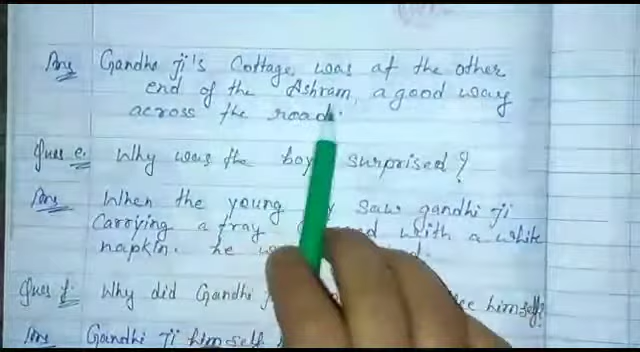 Ans Gandhi ji's Cottage was at the other
end of the Ashram, a good way
across the road.
Ques e. Why was the boy surprised?
Ans When the young saw gandhi ji
Carrying a tray with a white
napkin. he
Ques f. Why did Gandhi himself?
Ans Gandhi ji himself